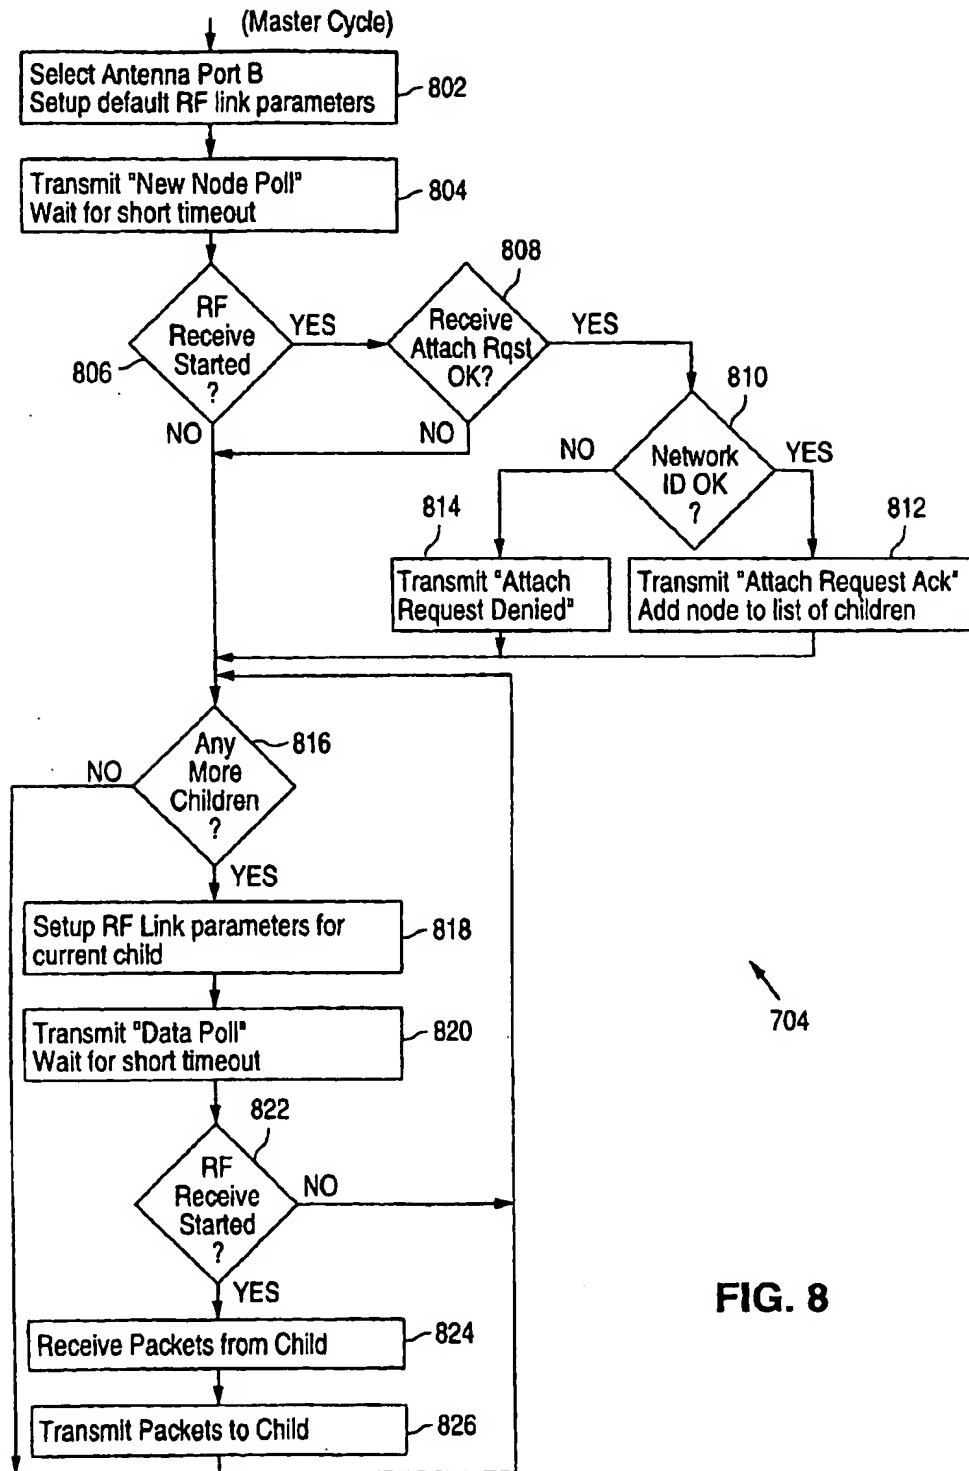 (Master Cycle)
Select Antenna Port B
Setup default RF link parameters
802
Transmit "New Node Poll"
Wait for short timeout
804
RF
Receive
Started
?
806
YES
NO
808
Receive
Attach Rqst
OK?
YES
NO
810
Network
ID OK
?
NO
YES
814
Transmit "Attach
Request Denied"
812
Transmit "Attach Request Ack"
Add node to list of children
Any
More
Children
?
816
NO
YES
Setup RF Link parameters for
current child
818
Transmit "Data Poll"
Wait for short timeout
820
704
822
RF
Receive
Started
?
NO
YES
FIG. 8
Receive Packets from Child
824
Transmit Packets to Child
826